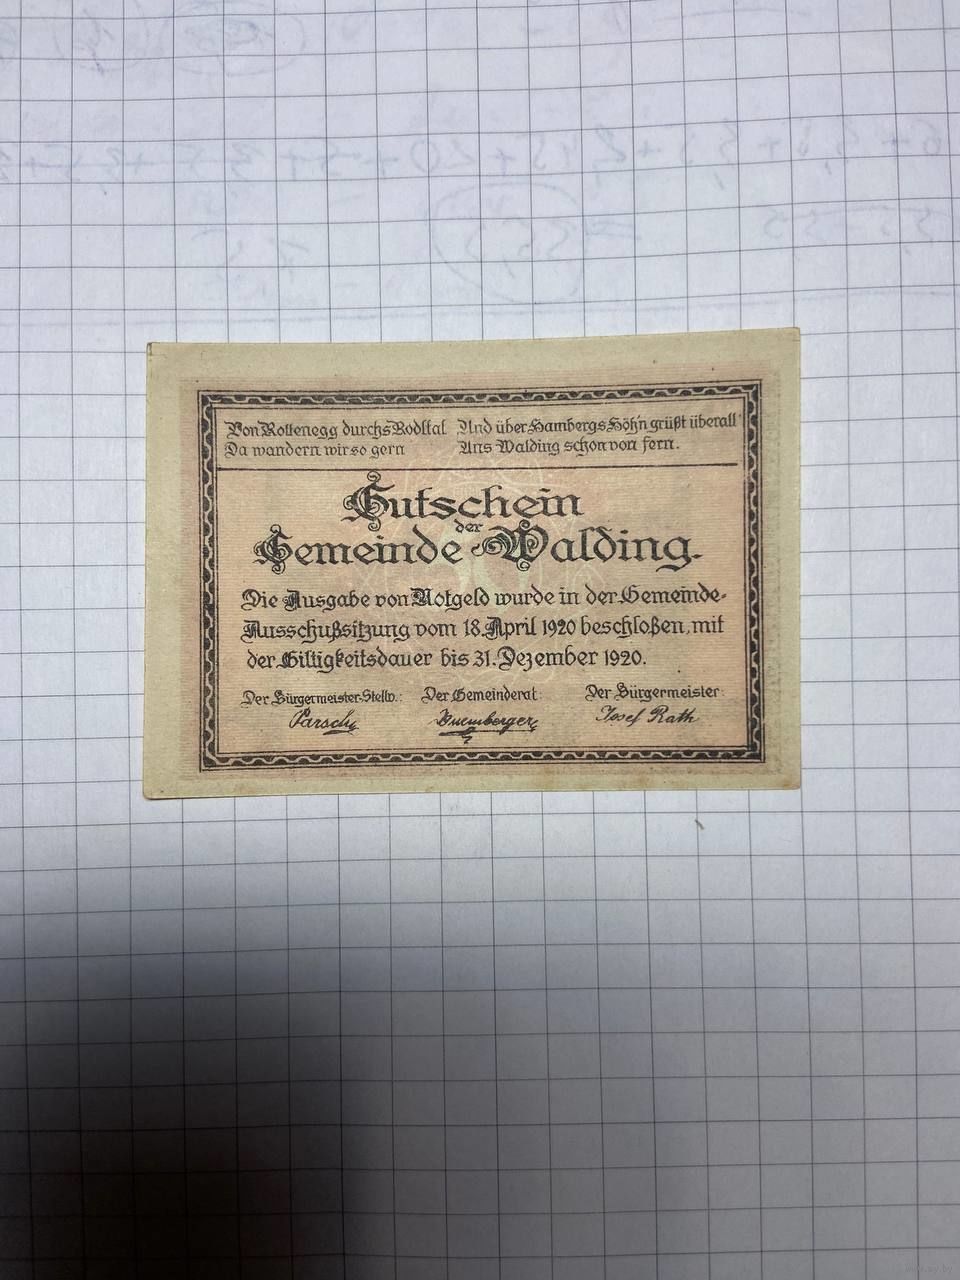 Von Rottenegg durchs Rodltal
Da wandern wir so gern
Und über Hambergs Höh'n grüßt überall
Uns Walding schon von fern.
Gutschein
der
Gemeinde Walding.
Die Ausgabe von Notgeld wurde in der Gemeinde-
Ausschußsitzung vom 18. April 1920 beschloßen, mit
der Giltigkeitsdauer bis 31. Dezember 1920.
Der Bürgermeister-Stellv.: Der Gemeinderat: Der Bürgermeister:
Josef Rath